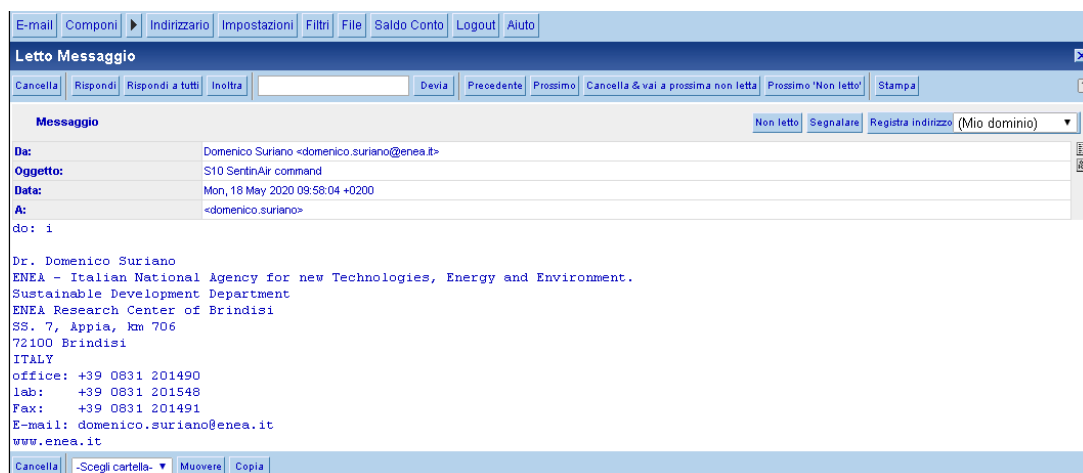 E-mail Componi Indirizzario Impostazioni Filtri File Saldo Conto Logout Aiuto
Letto Messaggio
Cancella Rispondi Rispondi a tutti Inoltra Devia Precedente Prossimo Cancella & vai a prossima non letta Prossimo 'Non letto' Stampa
Messaggio Non letto Segnalare Registra indirizzo (Mio dominio)
Da: Domenico Suriano <domenico.suriano@enea.it>
Oggetto: S10 SentinAir command
Data: Mon, 18 May 2020 09:58:04 +0200
A: <domenico.suriano>
do: i
Dr. Domenico Suriano
ENEA - Italian National Agency for new Technologies, Energy and Environment.
Sustainable Development Department
ENEA Research Center of Brindisi
SS. 7, Appia, km 706
72100 Brindisi
ITALY
office: +39 0831 201490
lab: +39 0831 201548
Fax: +39 0831 201491
E-mail: domenico.suriano@enea.it
www.enea.it
Cancella -Scegli cartella- Muovere Copia